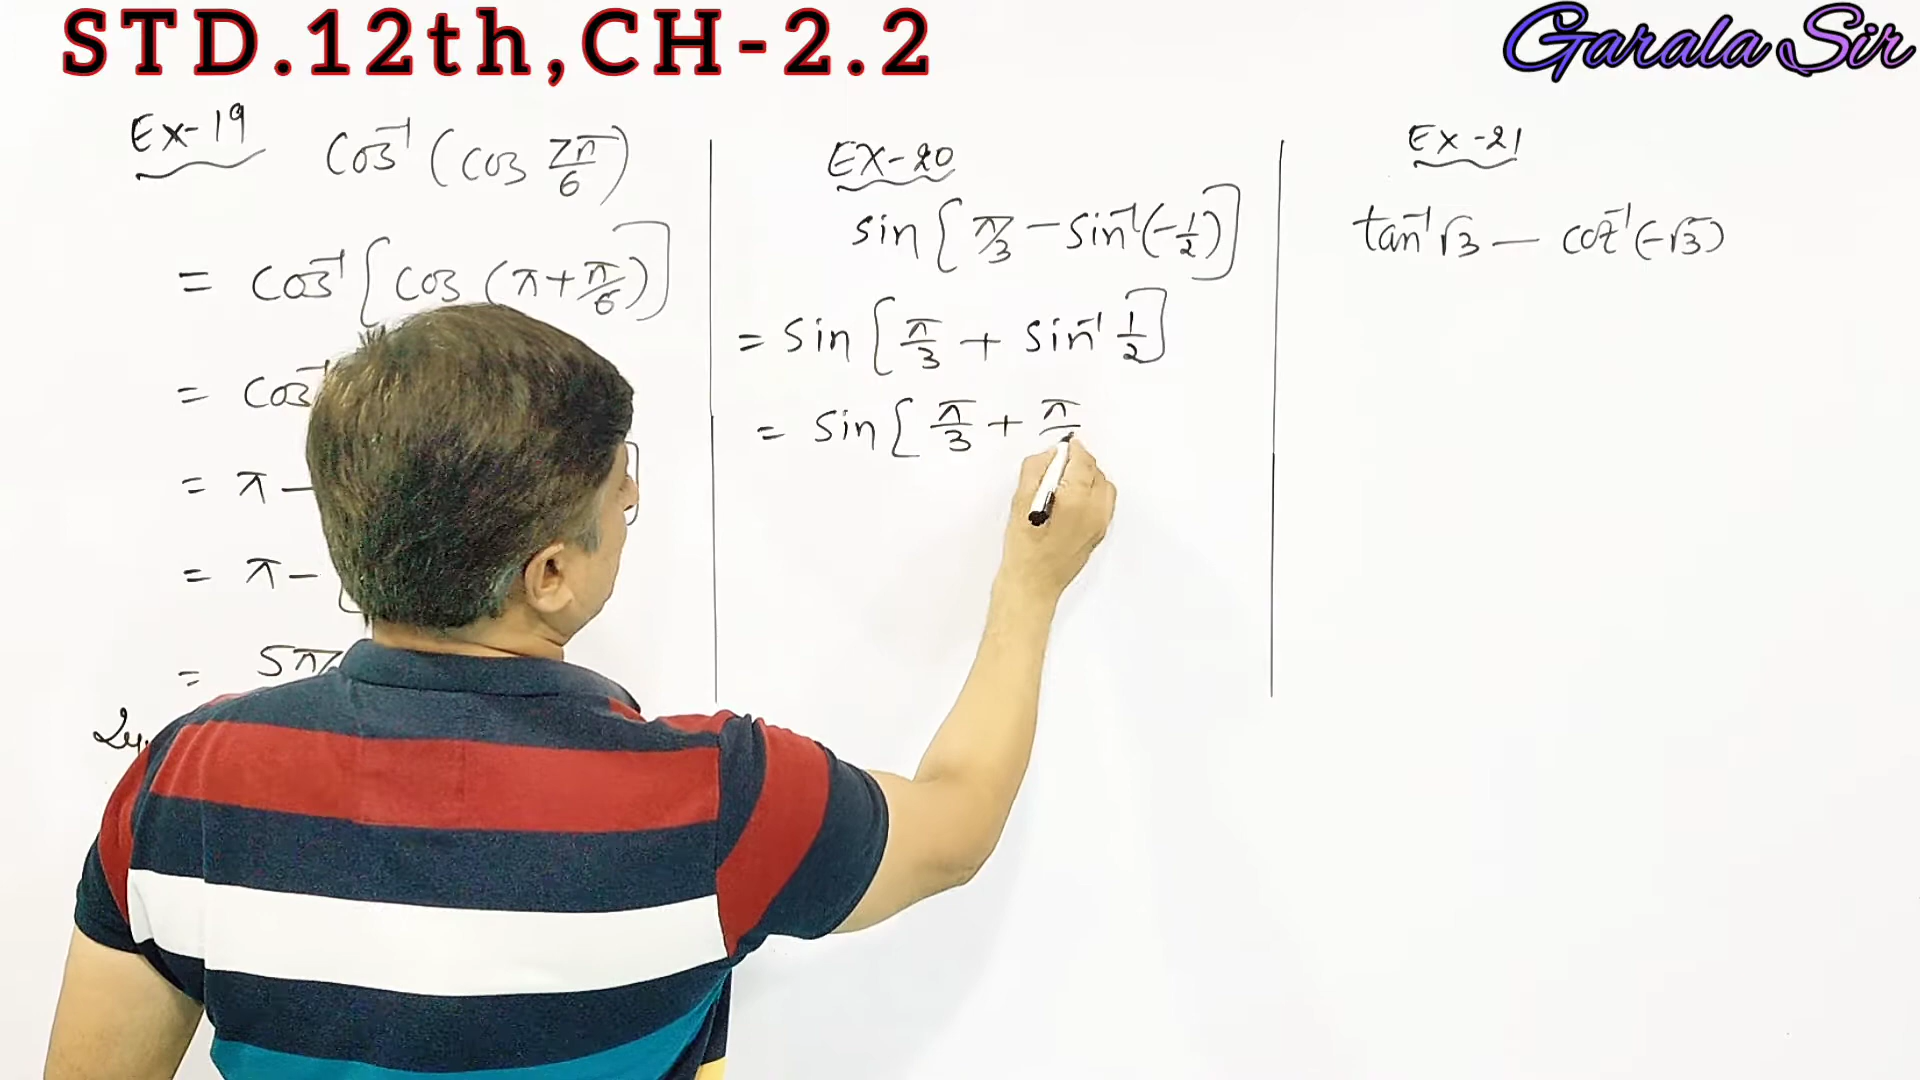 STD.12th,CH-2.2
Garala Sir
Ex-19
cos⁻¹ (cos 7π/6)
= cos⁻¹ [cos (π + π/6)]
= cos⁻¹
= π –
= π – [
= 5π/
EX-20
sin [π/3 – sin⁻¹(-1/2)]
= sin [π/3 + sin⁻¹ 1/2]
= sin [π/3 + π/
EX-21
tan⁻¹ √3 – cot⁻¹(-√3)